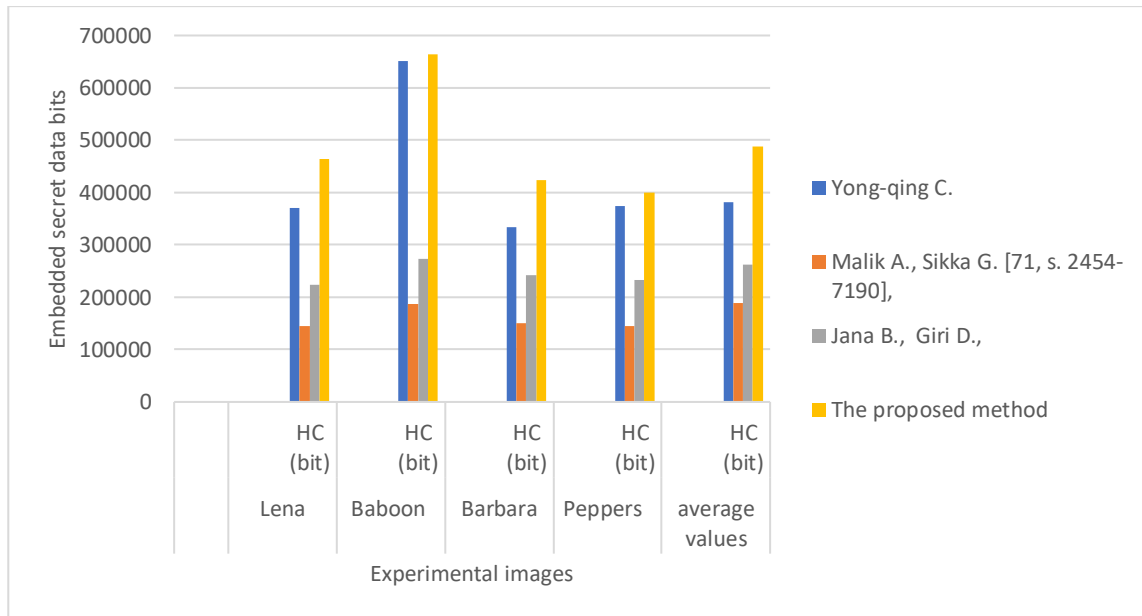 Embedded secret data bits
700000
600000
500000
400000
300000
200000
100000
0
HC
(bit)
HC
(bit)
HC
(bit)
HC
(bit)
HC
(bit)
Lena
Baboon
Barbara
Peppers
average
values
Experimental images
Yong-qing C.
Malik A., Sikka G. [71, s. 2454-
7190],
Jana B.,  Giri D.,
The proposed method